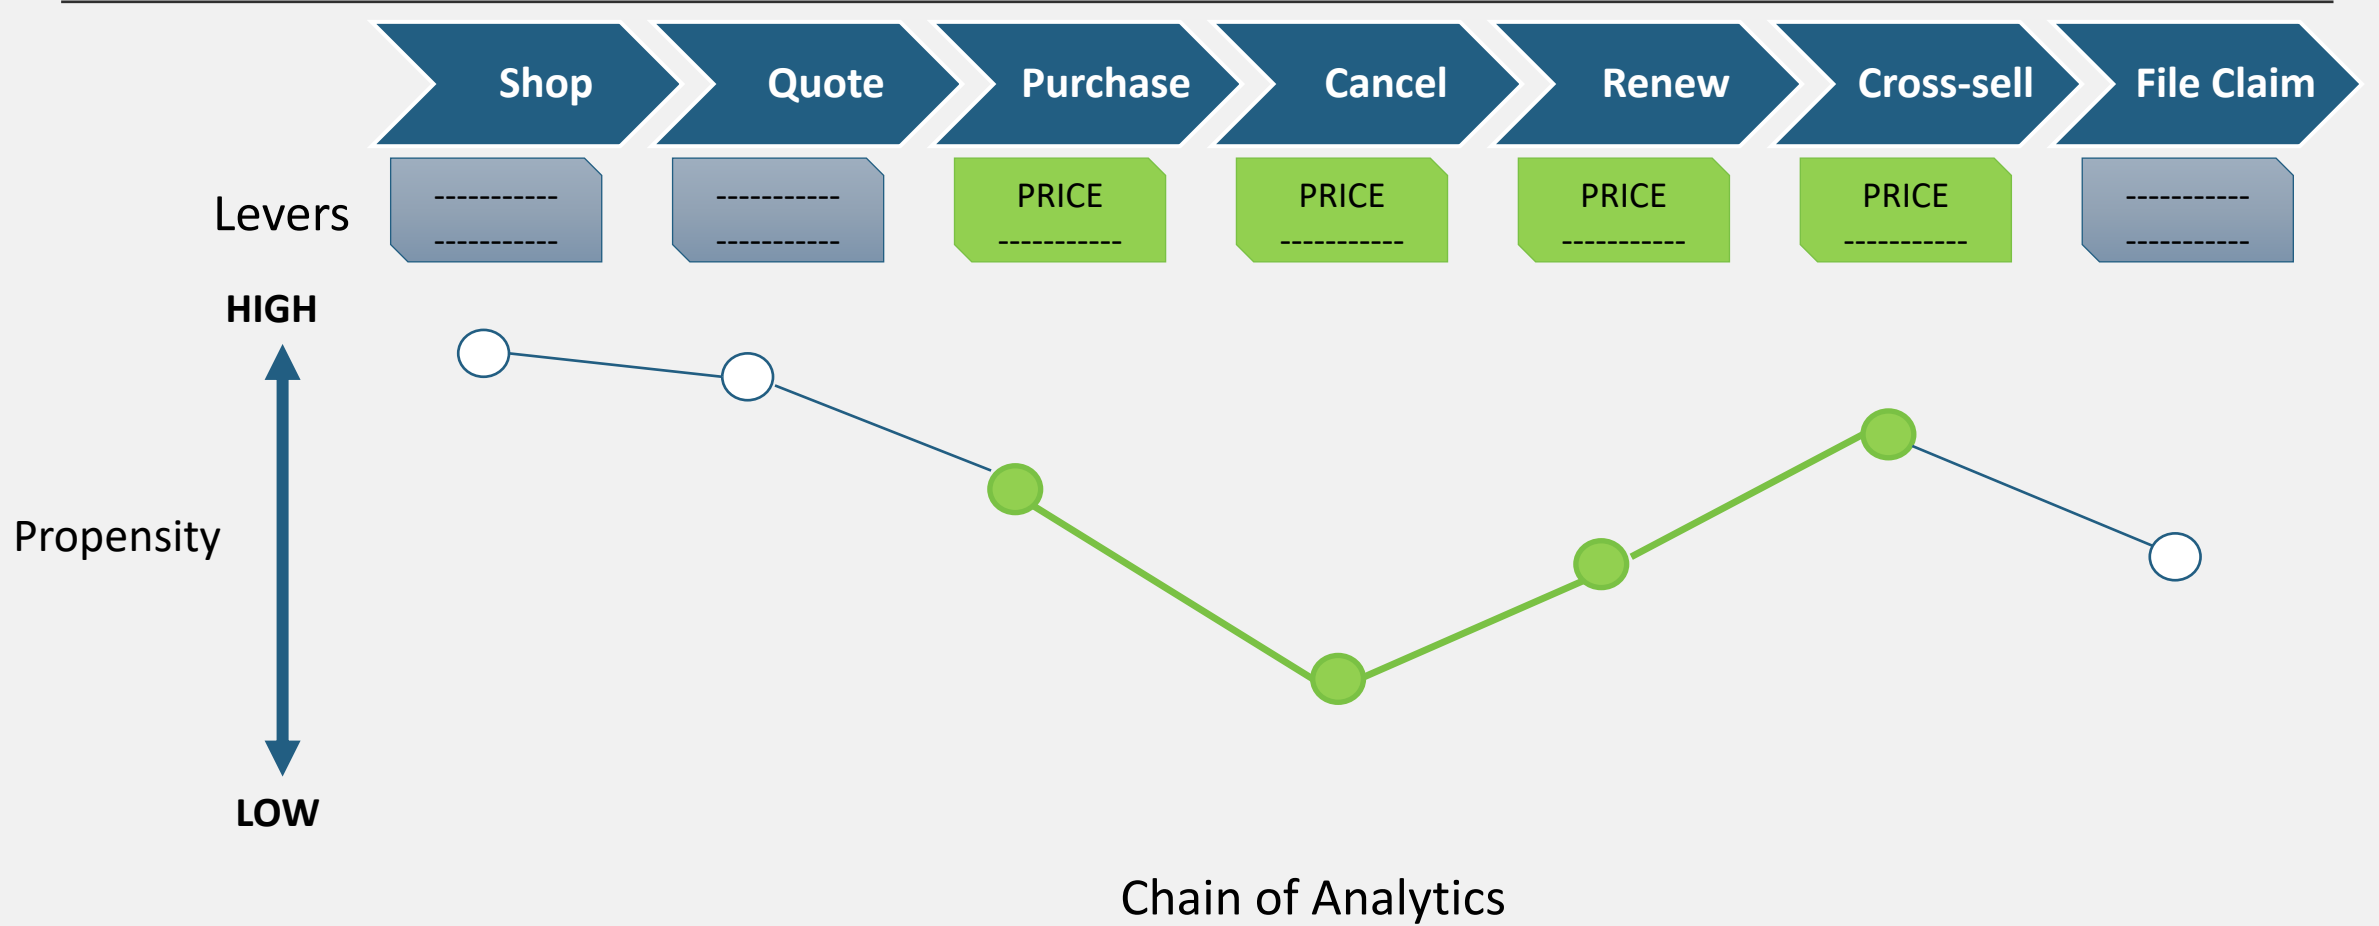 Shop
Quote
Purchase
Cancel
Renew
Cross-sell
File Claim
Levers
-----------
-----------
-----------
-----------
PRICE
-----------
PRICE
-----------
PRICE
-----------
PRICE
-----------
-----------
-----------
HIGH
Propensity
LOW
Chain of Analytics